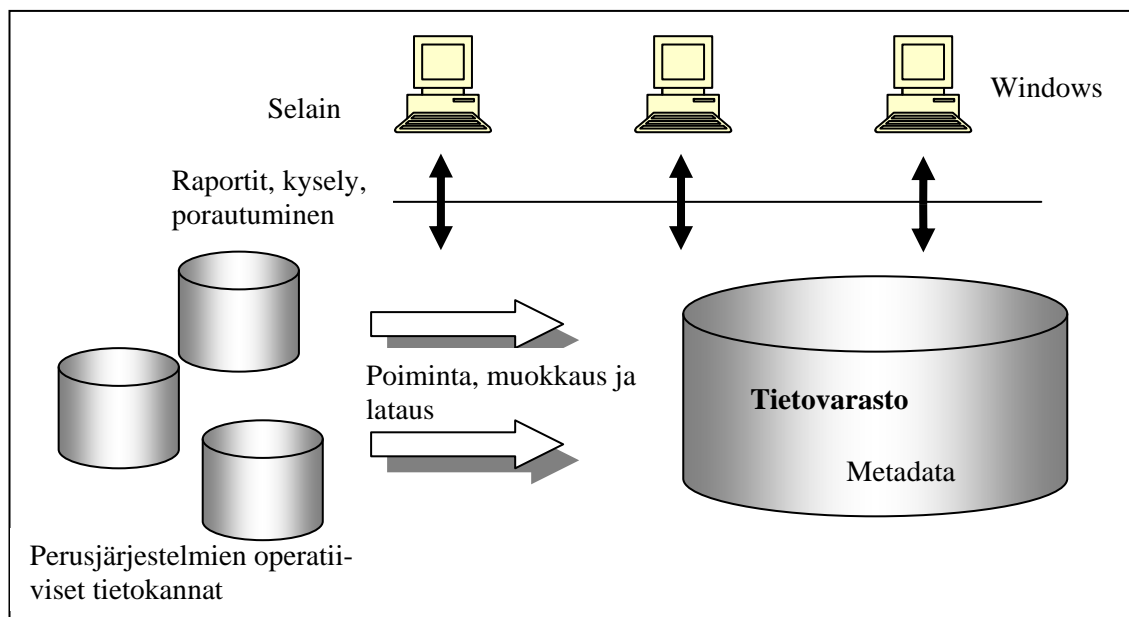 Selain
Windows
Raportit, kysely,
porautuminen
Poiminta, muokkaus ja
lataus
Tietovarasto
Metadata
Perusjärjestelmien operatii-
viset tietokannat